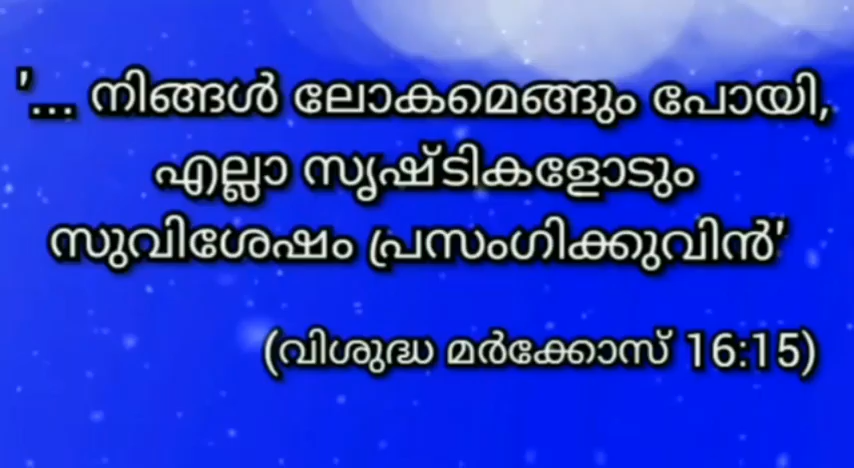 '... നിങ്ങൾ ലോകമെങ്ങും പോയി,
എല്ലാ സൃഷ്ടികളോടും
സുവിശേഷം പ്രസംഗിക്കുവിൻ'
(വിശുദ്ധ മർക്കോസ് 16:15)